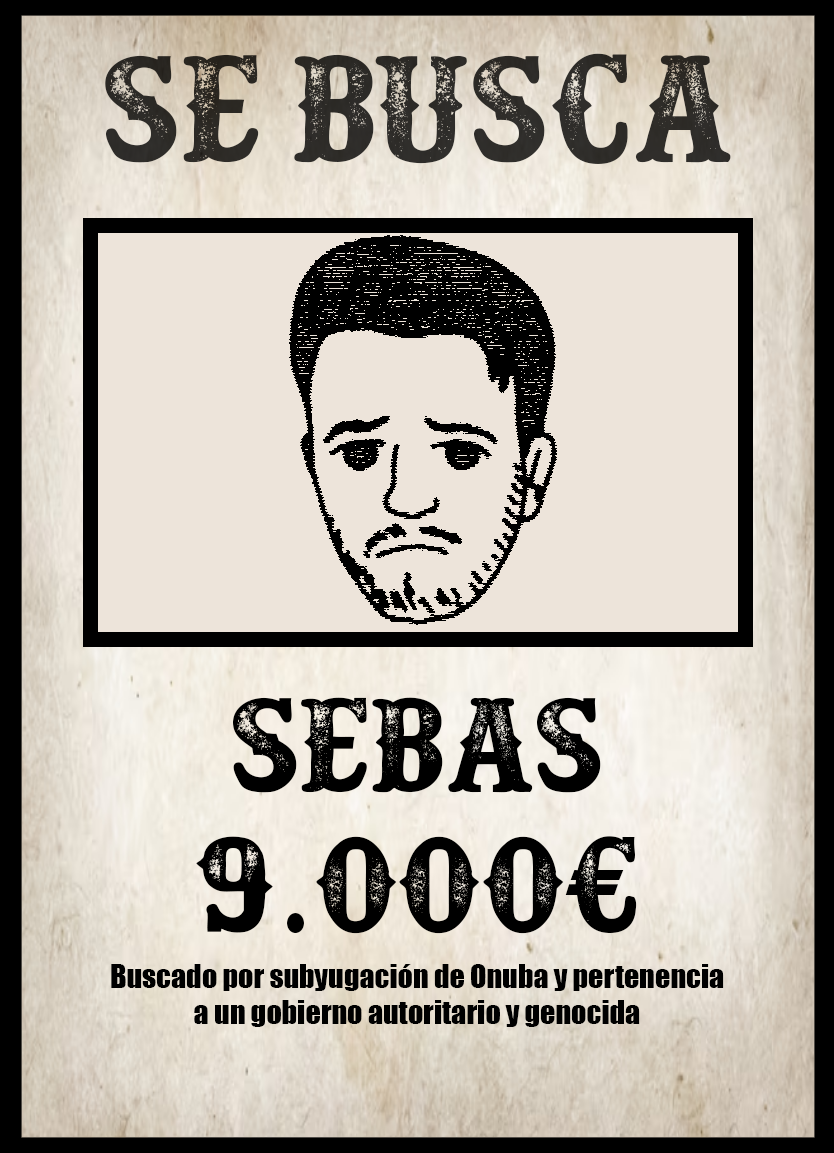 SE BUSCA
SEBAS
9.000€
Buscado por subyugación de Onuba y pertenencia
a un gobierno autoritario y genocida